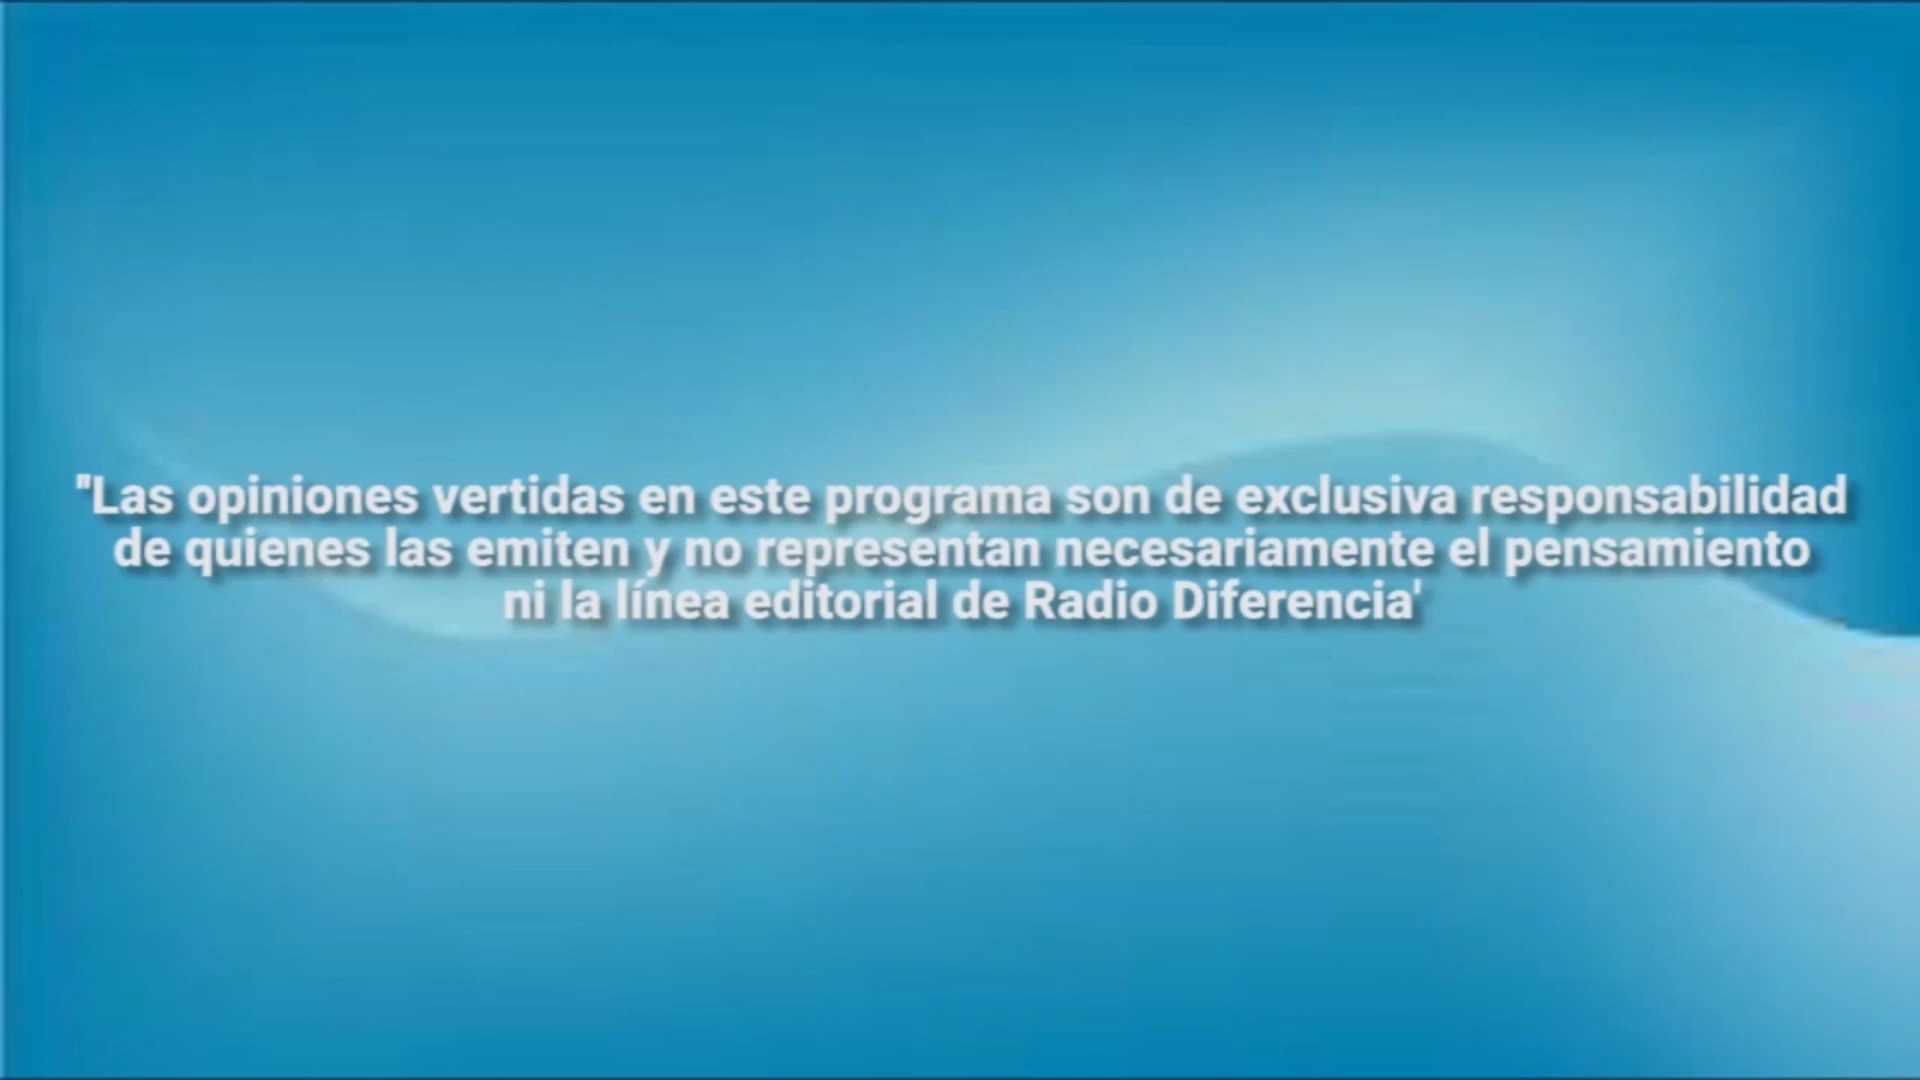 "Las opiniones vertidas en este programa son de exclusiva responsabilidad
de quienes las emiten y no representan necesariamente el pensamiento
ni la línea editorial de Radio Diferencia'